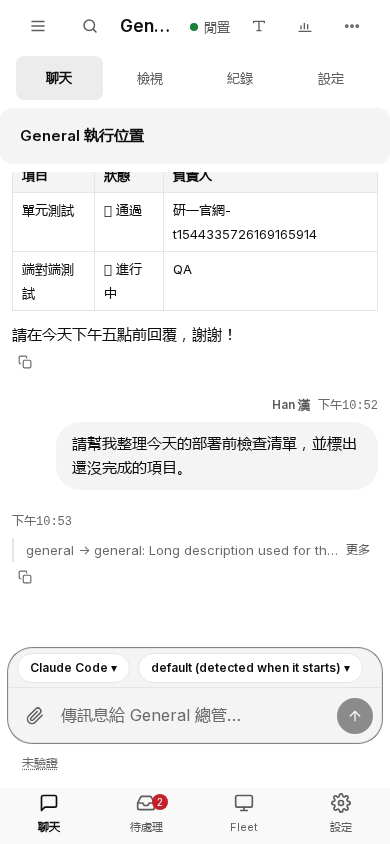 Gen… 閒置
聊天 檢視 紀錄 設定
General 執行位置
項目 狀態 負責人
單元測試 通過 研一官網-
t1544335726169165914
端對端測 進行 QA
試 中
請在今天下午五點前回覆，謝謝！
Han 漢 下午10:52
請幫我整理今天的部署前檢查清單，並標出
還沒完成的項目。
下午10:53
general → general: Long description used for th… 更多
Claude Code ▾ default (detected when it starts) ▾
傳訊息給 General 總管…
未驗證
2
聊天 待處理 Fleet 設定